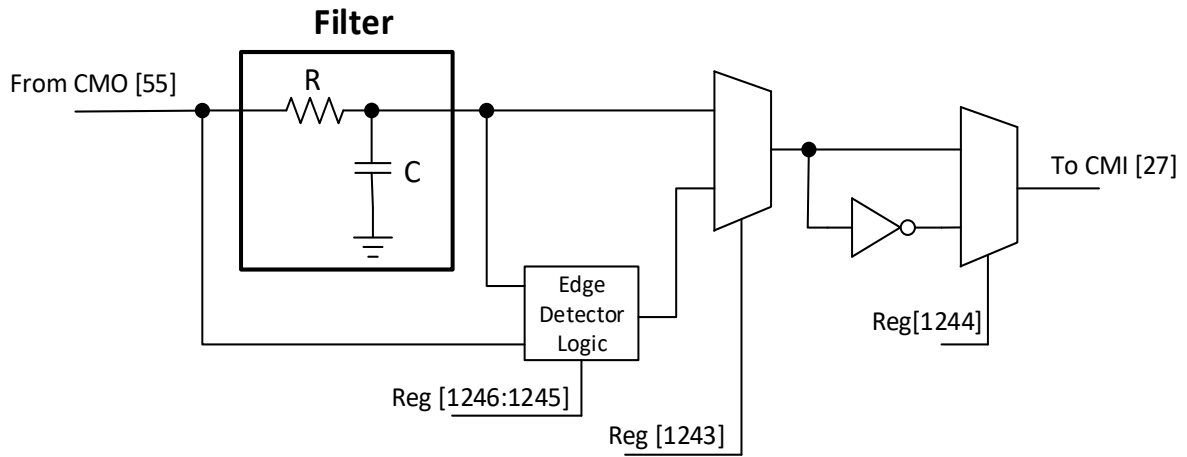 Filter
From CMO [55]
R
C
To CMI [27]
Edge
Detector
Logic
Reg[1244]
Reg [1246:1245]
Reg [1243]